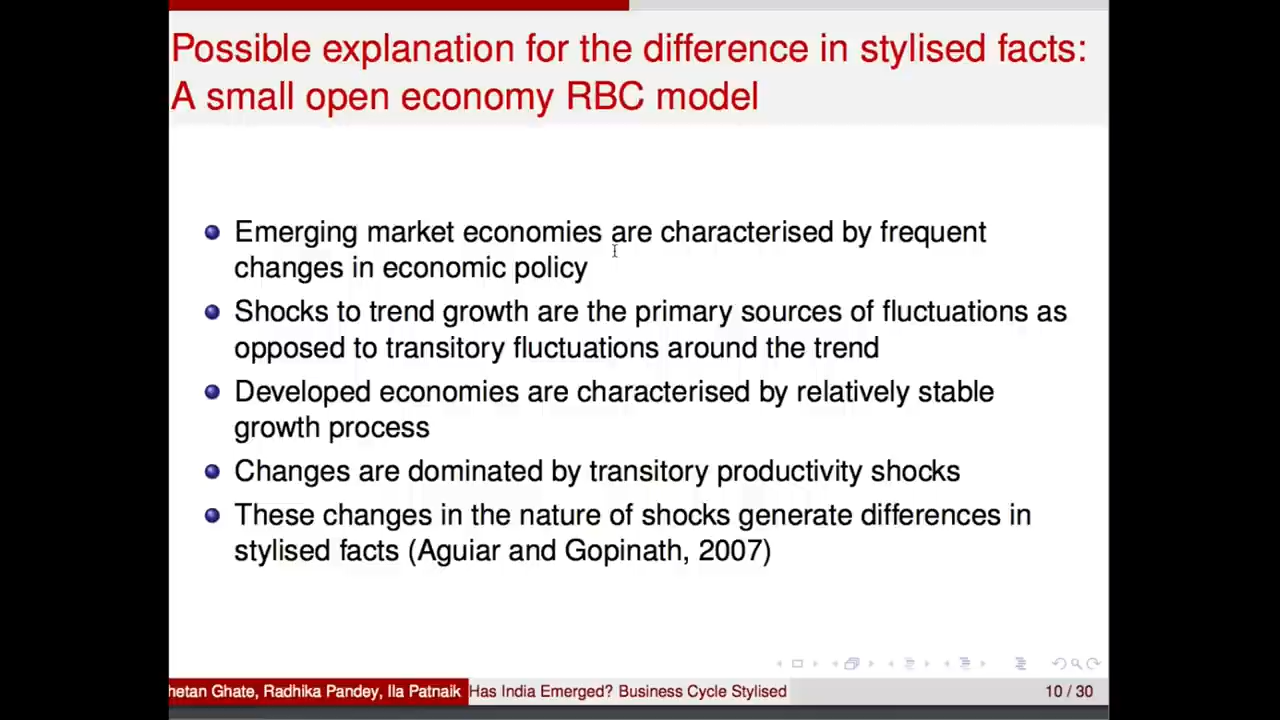 Possible explanation for the difference in stylised facts:
A small open economy RBC model
Emerging market economies are characterised by frequent
changes in economic policy
Shocks to trend growth are the primary sources of fluctuations as
opposed to transitory fluctuations around the trend
Developed economies are characterised by relatively stable
growth process
Changes are dominated by transitory productivity shocks
These changes in the nature of shocks generate differences in
stylised facts (Aguiar and Gopinath, 2007)
hetan Ghate, Radhika Pandey, Ila Patnaik Has India Emerged? Business Cycle Stylised 10 / 30